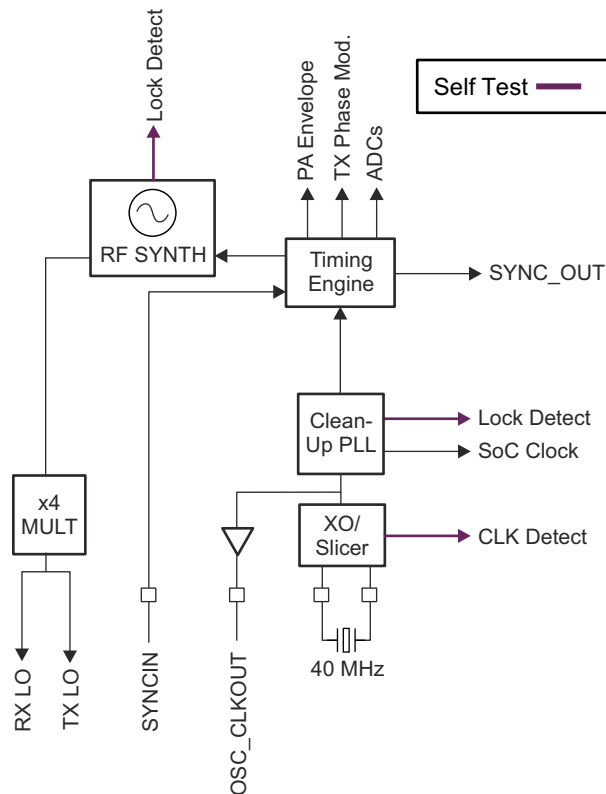 Lock Detect
PA Envelope
TX Phase Mod.
ADCs
Self Test
RF SYNTH
Timing
Engine
SYNC_OUT
Clean-
Up PLL
Lock Detect
SoC Clock
x4
MULT
XO/
Slicer
CLK Detect
40 MHz
RX LO
TX LO
SYNCIN
OSC_CLKOUT